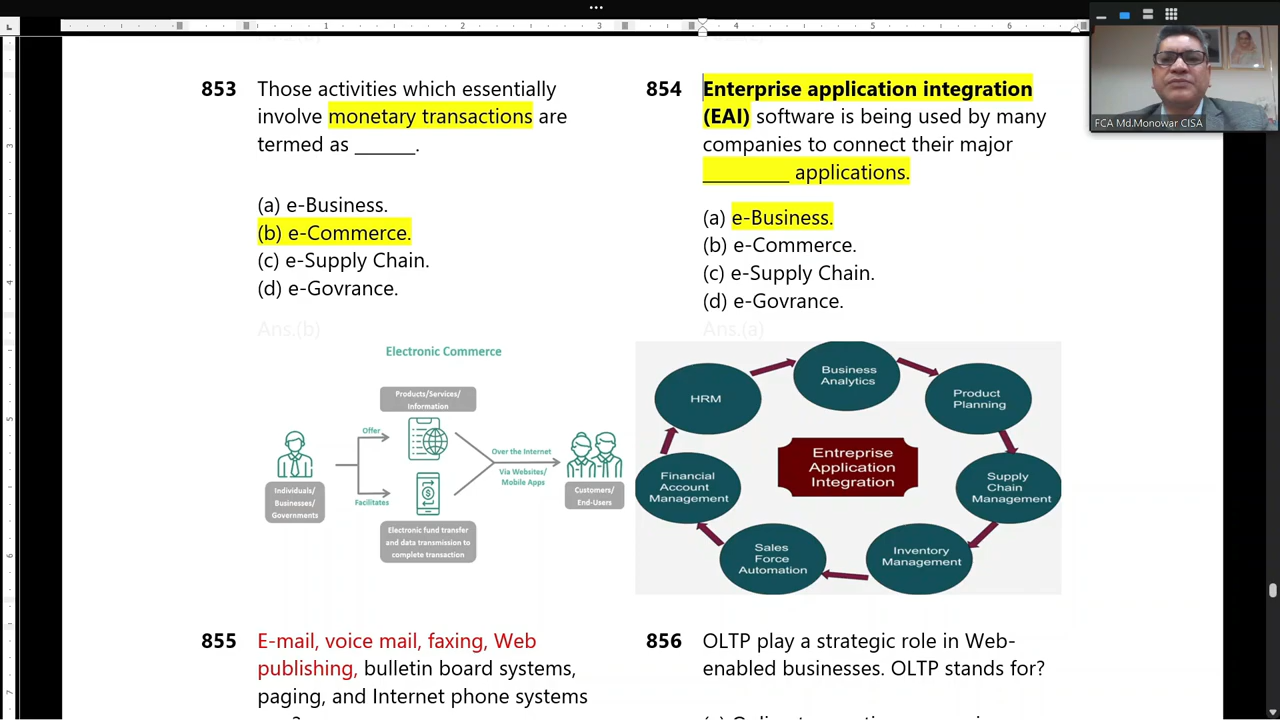 FCA Md.Monowar CISA
853
Those activities which essentially
involve monetary transactions are
termed as ______.
(a) e-Business.
(b) e-Commerce.
(c) e-Supply Chain.
(d) e-Govrance.
Ans.(b)
Electronic Commerce
Products/Services/
Information
Offer
Over the Internet
Via Websites/
Mobile Apps
Individuals/
Businesses/
Governments
Facilitates
Customers/
End-Users
Electronic fund transfer
and data transmission to
complete transaction
854
Enterprise application integration
(EAI) software is being used by many
companies to connect their major
_________ applications.
(a) e-Business.
(b) e-Commerce.
(c) e-Supply Chain.
(d) e-Govrance.
Ans.(a)
Business
Analytics
HRM
Product
Planning
Entreprise
Application
Integration
Financial
Account
Management
Supply
Chain
Management
Sales
Force
Automation
Inventory
Management
855
E-mail, voice mail, faxing, Web
publishing, bulletin board systems,
paging, and Internet phone systems
856
OLTP play a strategic role in Web-
enabled businesses. OLTP stands for?